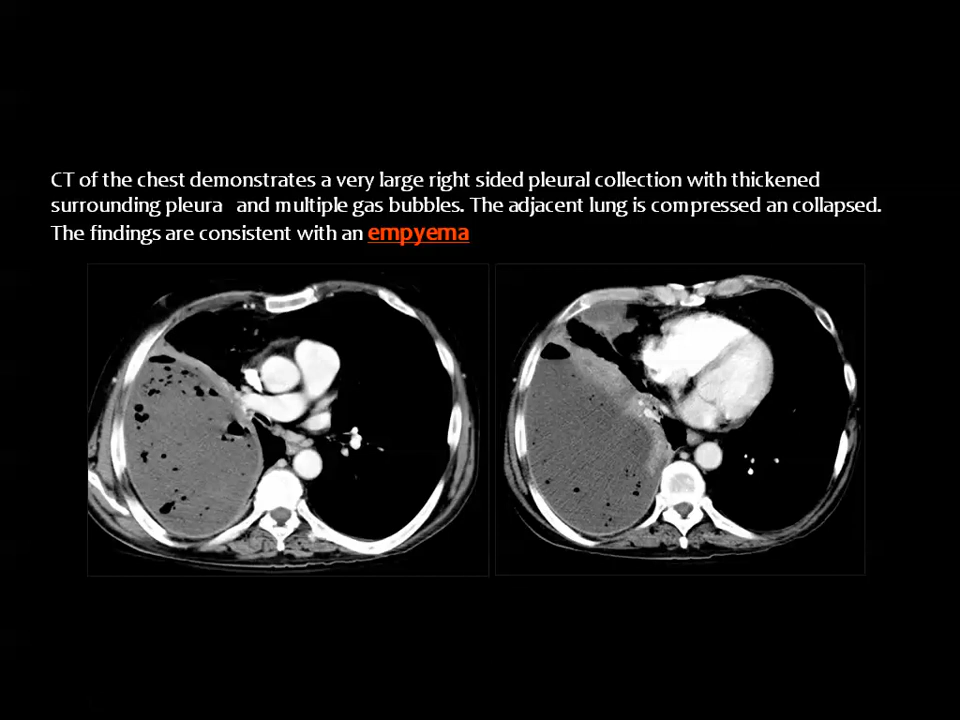 CT of the chest demonstrates a very large right sided pleural collection with thickened
surrounding pleura and multiple gas bubbles. The adjacent lung is compressed an collapsed.
The findings are consistent with an empyema